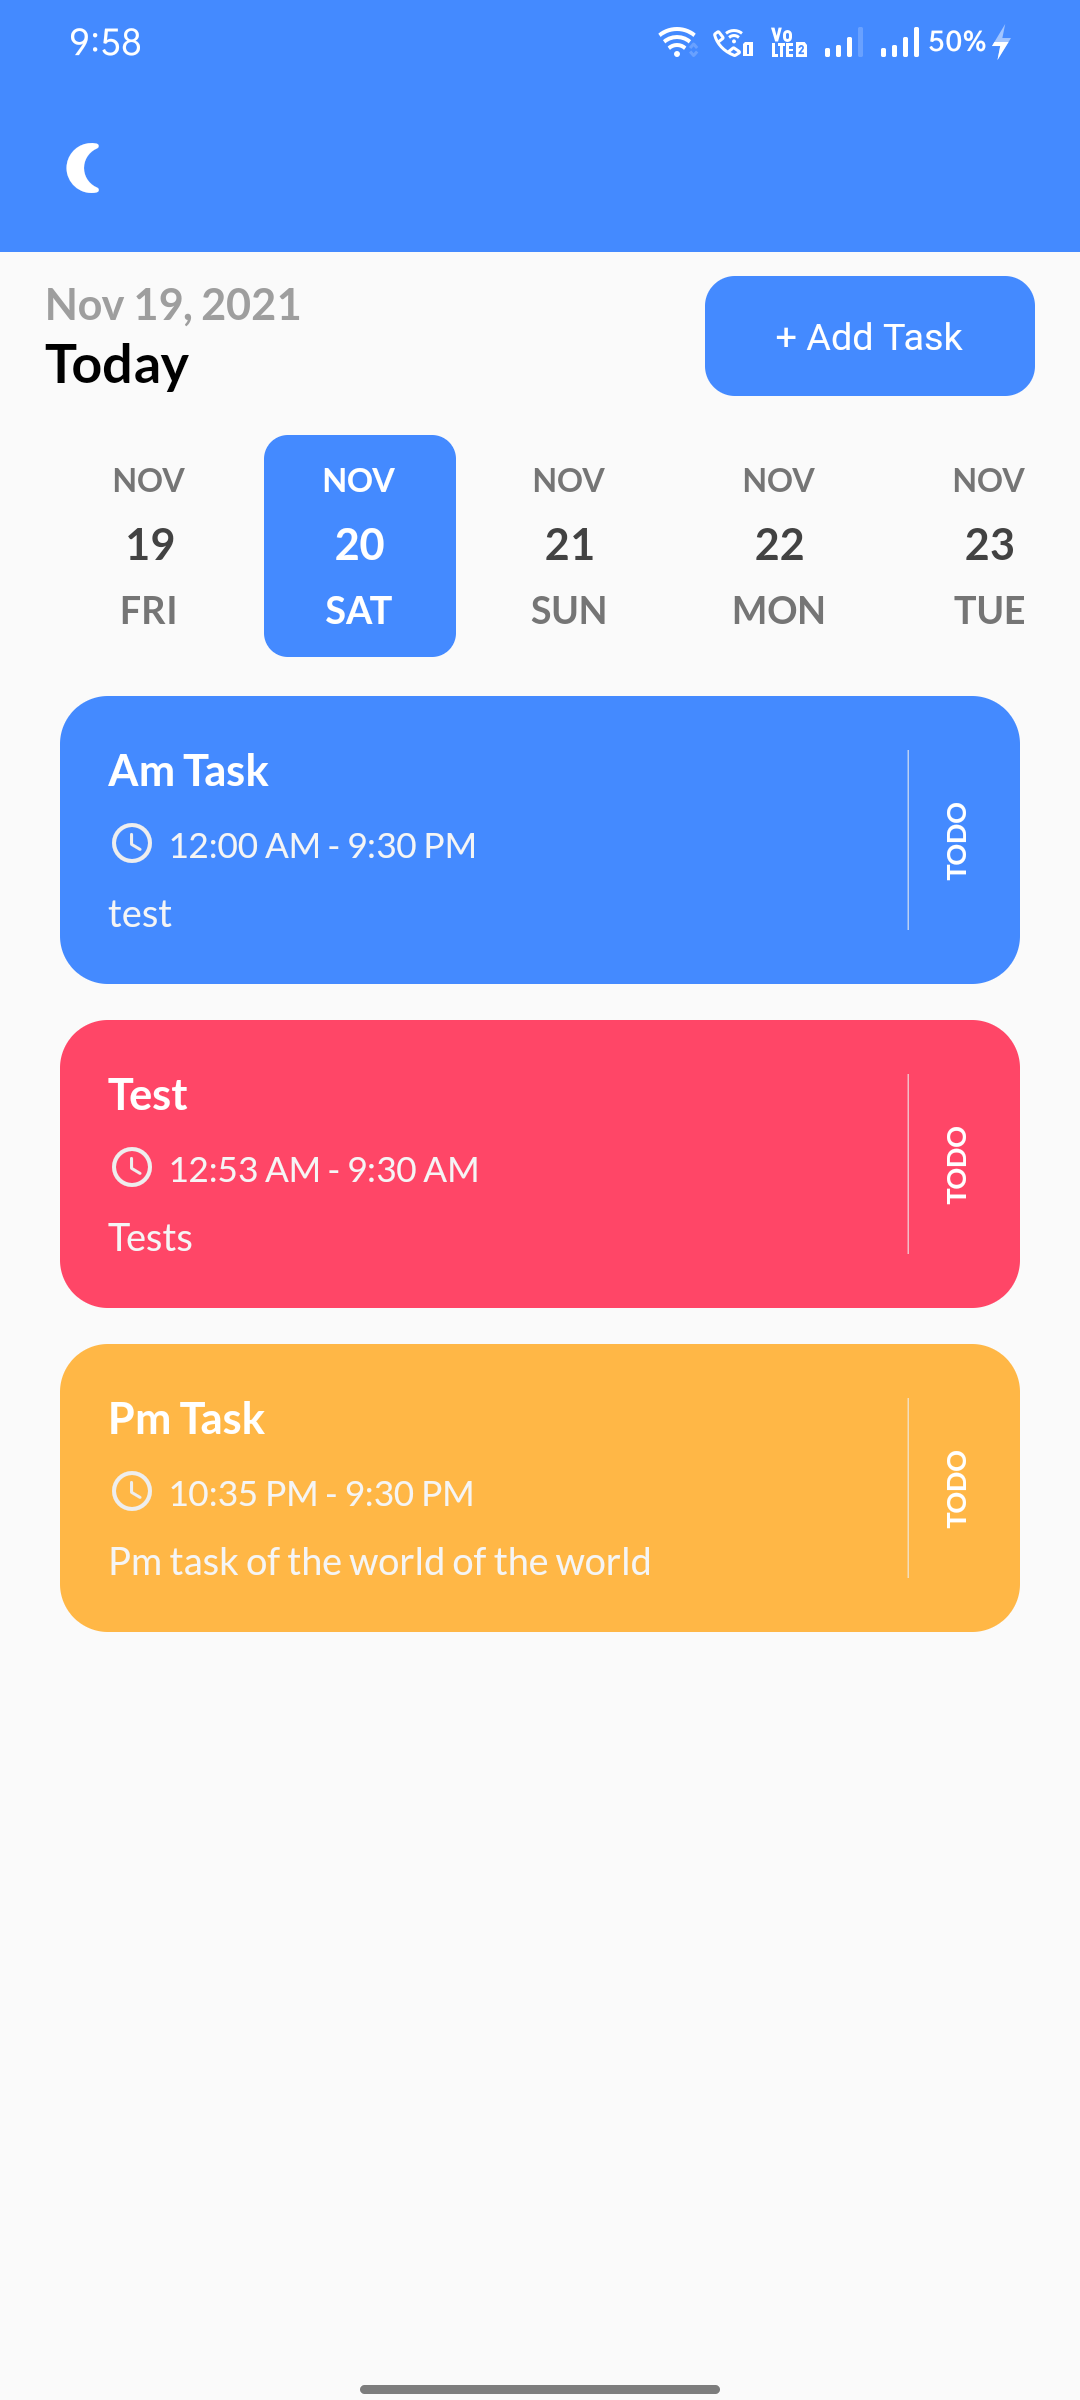 9:58
1
Vo
LTE 2
50%
Nov 19, 2021
Today
+ Add Task
NOV NOV NOV NOV NOV
19 20 21 22 23
FRI SAT SUN MON TUE
Am Task
12:00 AM - 9:30 PM
test
TODO
Test
12:53 AM - 9:30 AM
Tests
TODO
Pm Task
10:35 PM - 9:30 PM
Pm task of the world of the world
TODO